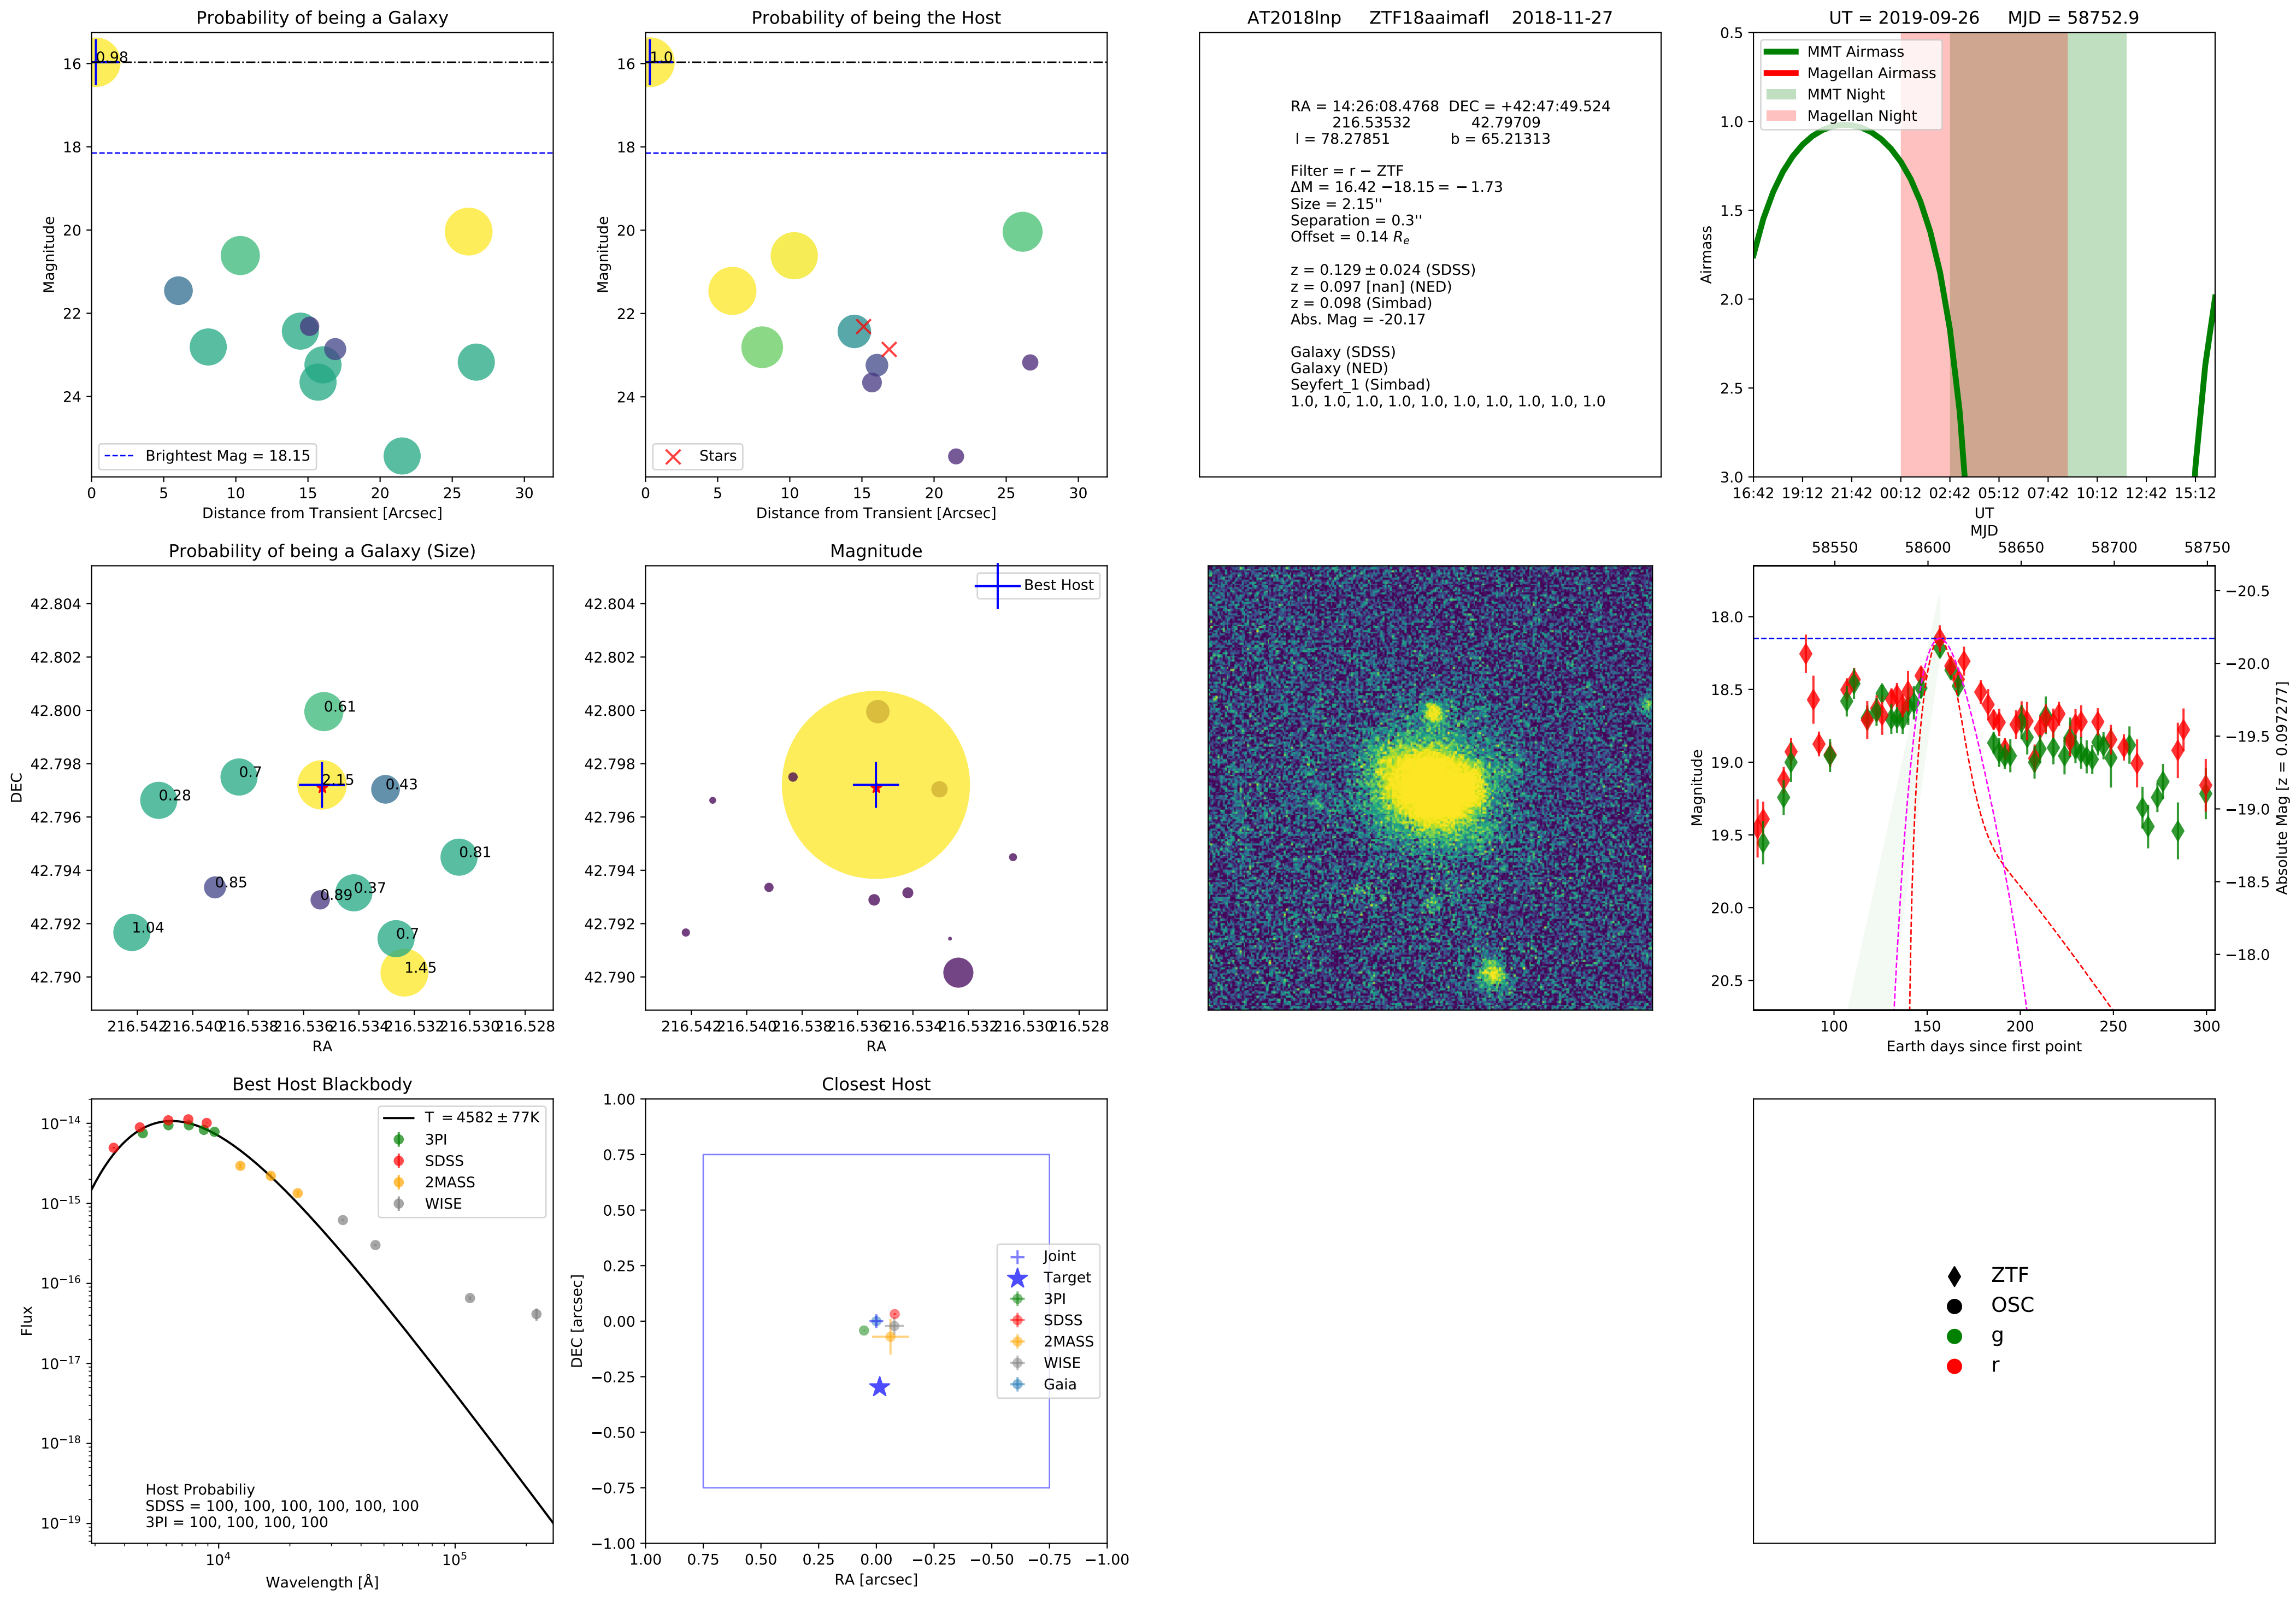 Probability of being a Galaxy
0.98
16
18
20
22
24
Magnitude
Brightest Mag = 18.15
0 5 10 15 20 25 30
Distance from Transient [Arcsec]
Probability of being the Host
1.0
16
18
20
22
24
Magnitude
Stars
0 5 10 15 20 25 30
Distance from Transient [Arcsec]
AT2018lnp ZTF18aaimafl 2018-11-27
RA = 14:26:08.4768 DEC = +42:47:49.524
216.53532 42.79709
l = 78.27851 b = 65.21313
Filter = r − ZTF
ΔM = 16.42 −18.15 = −1.73
Size = 2.15''
Separation = 0.3''
Offset = 0.14 Re
z = 0.129 ± 0.024 (SDSS)
z = 0.097 [nan] (NED)
z = 0.098 (Simbad)
Abs. Mag = -20.17
Galaxy (SDSS)
Galaxy (NED)
Seyfert_1 (Simbad)
1.0, 1.0, 1.0, 1.0, 1.0, 1.0, 1.0, 1.0, 1.0, 1.0
UT = 2019-09-26 MJD = 58752.9
MMT Airmass
Magellan Airmass
MMT Night
Magellan Night
0.5
1.0
1.5
2.0
2.5
3.0
Airmass
16:42 19:12 21:42 00:12 02:42 05:12 07:42 10:12 12:42 15:12
UT
Probability of being a Galaxy (Size)
42.804
42.802
42.800
42.798
42.796
42.794
42.792
42.790
DEC
0.61
0.7
2.15
0.43
0.28
0.81
0.85
0.89
0.37
1.04
0.7
1.45
216.542 216.540 216.538 216.536 216.534 216.532 216.530 216.528
RA
Magnitude
Best Host
42.804
42.802
42.800
42.798
42.796
42.794
42.792
42.790
216.542 216.540 216.538 216.536 216.534 216.532 216.530 216.528
RA
MJD
58550 58600 58650 58700 58750
18.0
18.5
19.0
19.5
20.0
20.5
Magnitude
−20.5
−20.0
−19.5
−19.0
−18.5
−18.0
Absolute Mag [z = 0.097277]
100 150 200 250 300
Earth days since first point
Best Host Blackbody
T = 4582 ± 77K
3PI
SDSS
2MASS
WISE
10−14
10−15
10−16
10−17
10−18
10−19
Flux
Host Probabiliy
SDSS = 100, 100, 100, 100, 100, 100
3PI = 100, 100, 100, 100
104 105
Wavelength [Å]
Closest Host
1.00
0.75
0.50
0.25
0.00
−0.25
−0.50
−0.75
−1.00
DEC [arcsec]
Joint
Target
3PI
SDSS
2MASS
WISE
Gaia
1.00 0.75 0.50 0.25 0.00 −0.25 −0.50 −0.75 −1.00
RA [arcsec]
ZTF
OSC
g
r